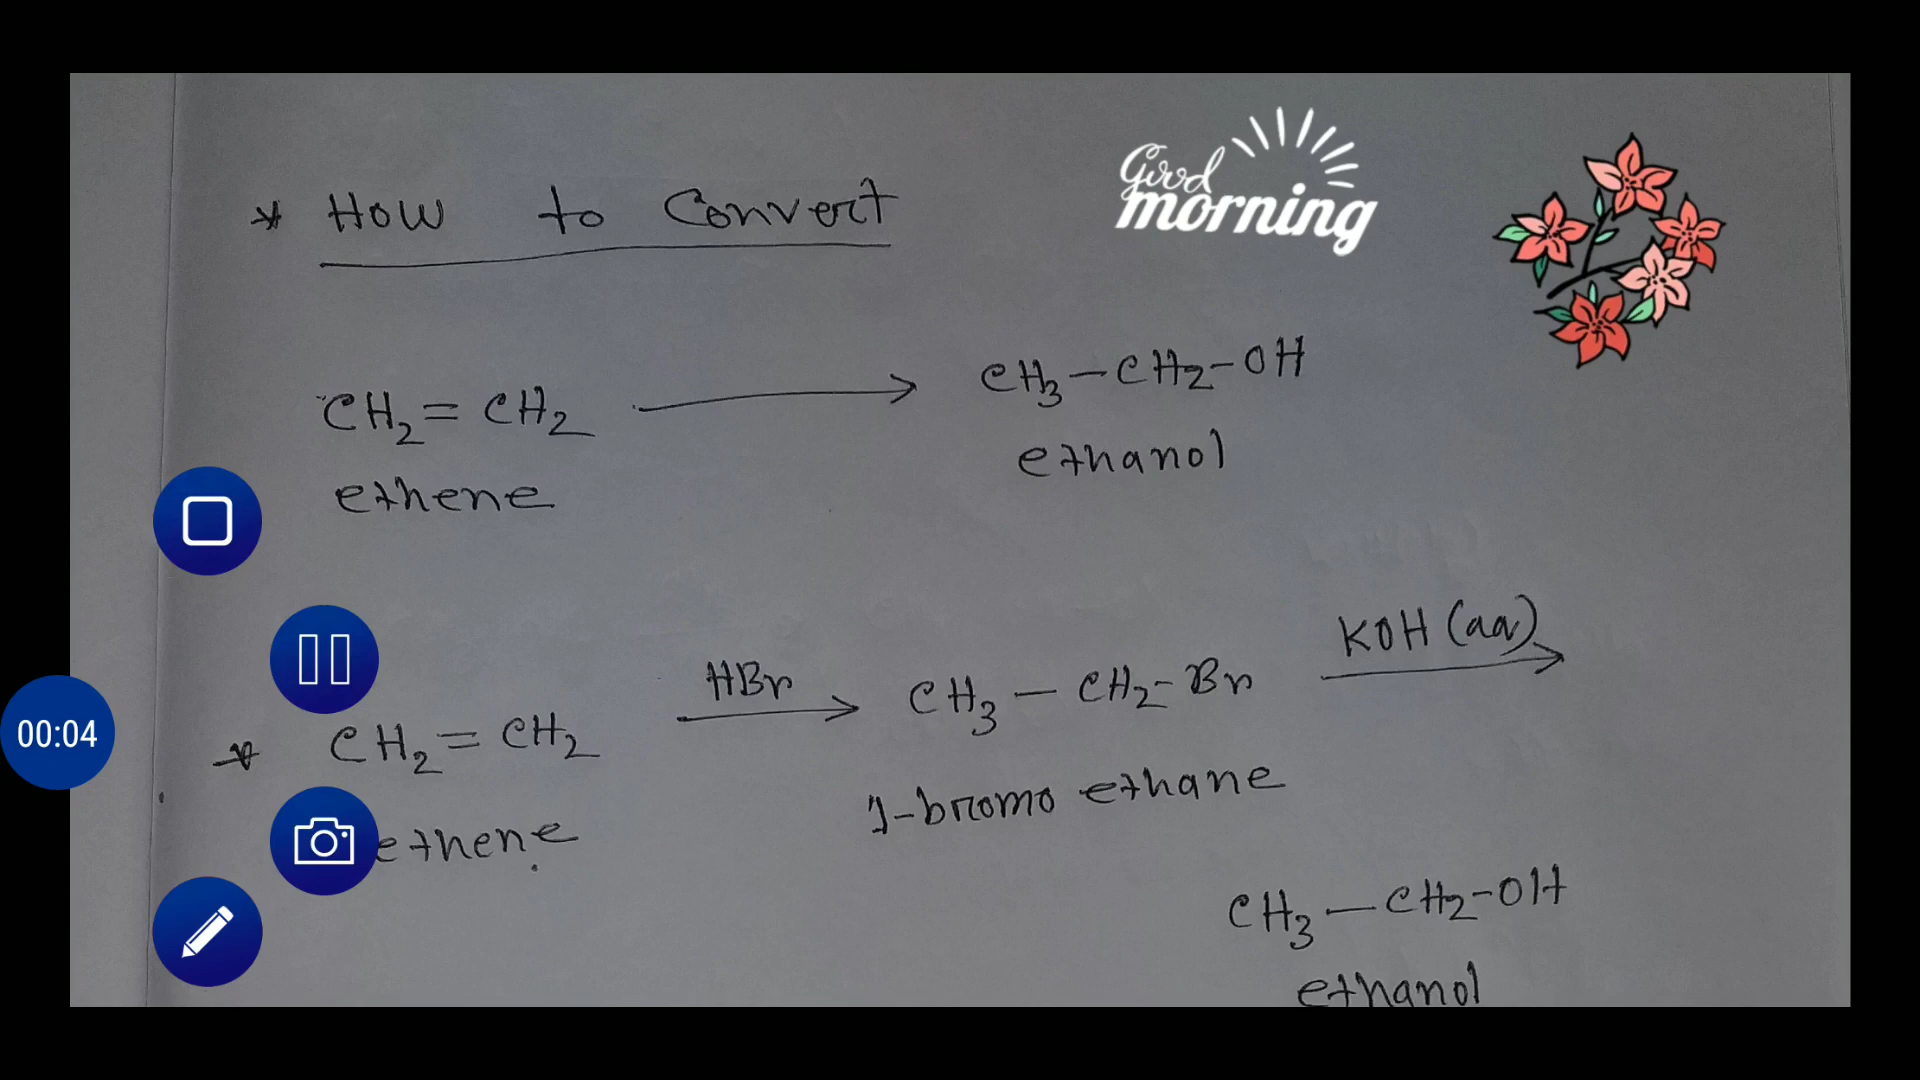 * How to Convert
Good
morning
CH₂ = CH₂ ⟶ CH₃ – CH₂ – OH
ethene ethanol
* CH₂ = CH₂ HBr ⟶ CH₃ – CH₂ – Br KOH (aq) ⟶
ethene 1-bromo ethane
CH₃ – CH₂ – OH
ethanol
00:04